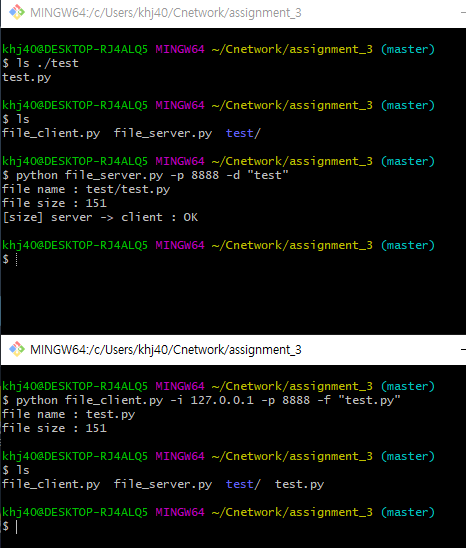 MINGW64:/c/Users/khj40/Cnetwork/assignment_3
khj40@DESKTOP-RJ4ALQ5 MINGW64 ~/Cnetwork/assignment_3 (master)
$ ls ./test
test.py
khj40@DESKTOP-RJ4ALQ5 MINGW64 ~/Cnetwork/assignment_3 (master)
$ ls
file_client.py  file_server.py  test/
khj40@DESKTOP-RJ4ALQ5 MINGW64 ~/Cnetwork/assignment_3 (master)
$ python file_server.py -p 8888 -d "test"
file name : test/test.py
file size : 151
[size] server -> client : OK
khj40@DESKTOP-RJ4ALQ5 MINGW64 ~/Cnetwork/assignment_3 (master)
$
MINGW64:/c/Users/khj40/Cnetwork/assignment_3
khj40@DESKTOP-RJ4ALQ5 MINGW64 ~/Cnetwork/assignment_3 (master)
$ python file_client.py -i 127.0.0.1 -p 8888 -f "test.py"
file name : test.py
file size : 151
khj40@DESKTOP-RJ4ALQ5 MINGW64 ~/Cnetwork/assignment_3 (master)
$ ls
file_client.py  file_server.py  test/  test.py
khj40@DESKTOP-RJ4ALQ5 MINGW64 ~/Cnetwork/assignment_3 (master)
$